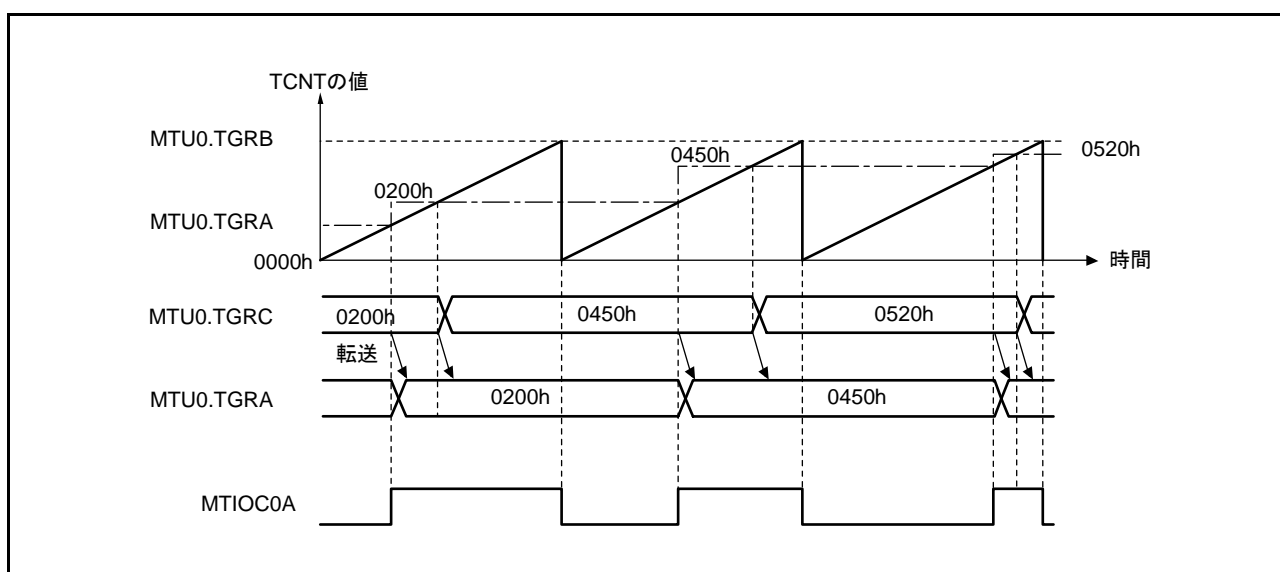 TCNTの値
MTU0.TGRB
0520h
0450h
0200h
MTU0.TGRA
0000h
時間
MTU0.TGRC
0200h
0450h
0520h
転送
MTU0.TGRA
0200h
0450h
MTIOC0A